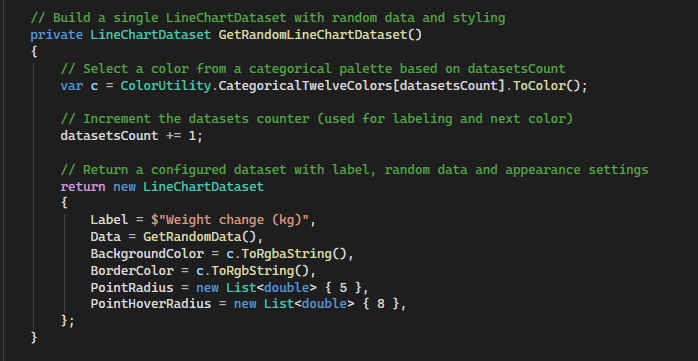 // Build a single LineChartDataset with random data and styling
private LineChartDataset GetRandomLineChartDataset()
{
// Select a color from a categorical palette based on datasetsCount
var c = ColorUtility.CategoricalTwelveColors[datasetsCount].ToColor();
// Increment the datasets counter (used for labeling and next color)
datasetsCount += 1;
// Return a configured dataset with label, random data and appearance settings
return new LineChartDataset
{
Label = $"Weight change (kg)",
Data = GetRandomData(),
BackgroundColor = c.ToRgbaString(),
BorderColor = c.ToRgbString(),
PointRadius = new List<double> { 5 },
PointHoverRadius = new List<double> { 8 },
};
}